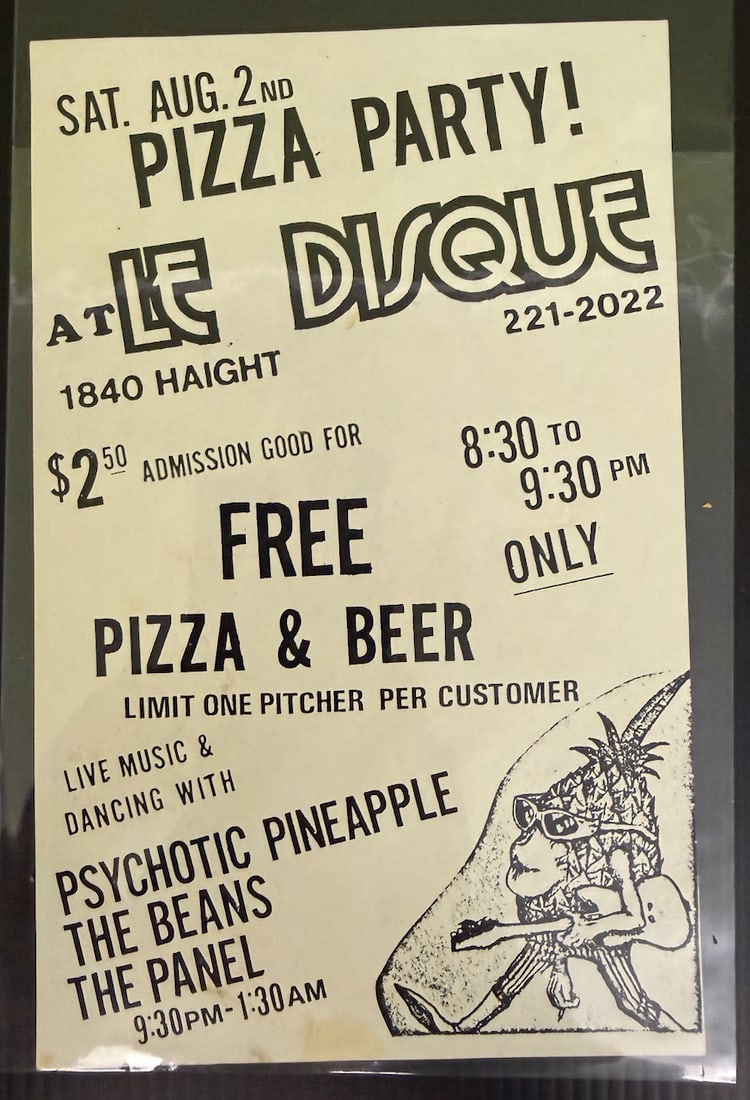 SAT. AUG. 2ND
PIZZA PARTY!
AT LE DISQUE
221-2022
1840 HAIGHT
$2.50 ADMISSION GOOD FOR
8:30 TO
9:30 PM
ONLY
FREE
PIZZA & BEER
LIMIT ONE PITCHER PER CUSTOMER
LIVE MUSIC &
DANCING WITH
PSYCHOTIC PINEAPPLE
THE BEANS
THE PANEL
9:30PM-1:30AM